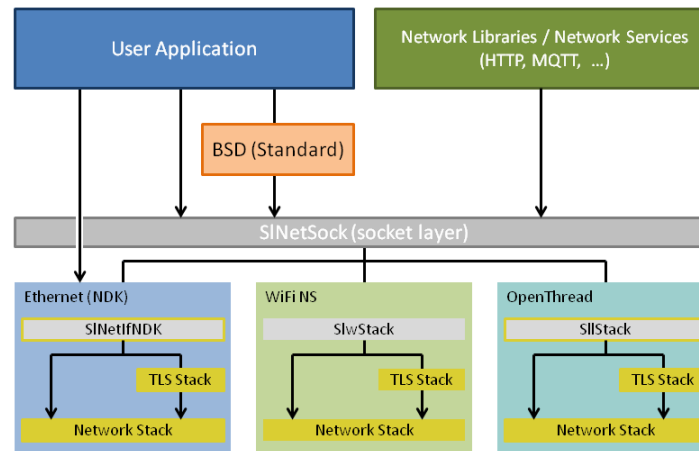 User Application
Network Libraries / Network Services
(HTTP, MQTT, ...)
BSD (Standard)
SlNetSock (socket layer)
Ethernet (NDK)
WiFi NS
OpenThread
SlNetIfNDK
SlwStack
SllStack
TLS Stack
TLS Stack
TLS Stack
Network Stack
Network Stack
Network Stack